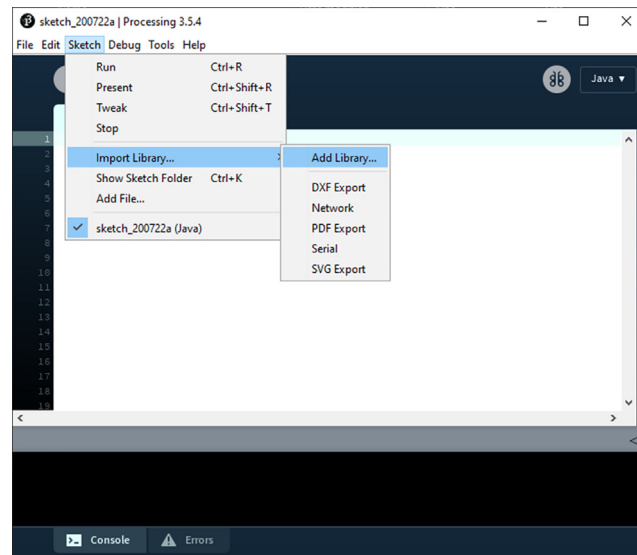 sketch_200722a | Processing 3.5.4
File Edit Sketch Debug Tools Help
Run Ctrl+R
Present Ctrl+Shift+R
Tweak Ctrl+Shift+T
Stop
Import Library...
Show Sketch Folder Ctrl+K
Add File...
sketch_200722a (Java)
Add Library...
DXF Export
Network
PDF Export
Serial
SVG Export
Java ▼
1
2
3
4
5
6
7
8
9
10
11
12
13
14
15
16
17
18
19
Console Errors